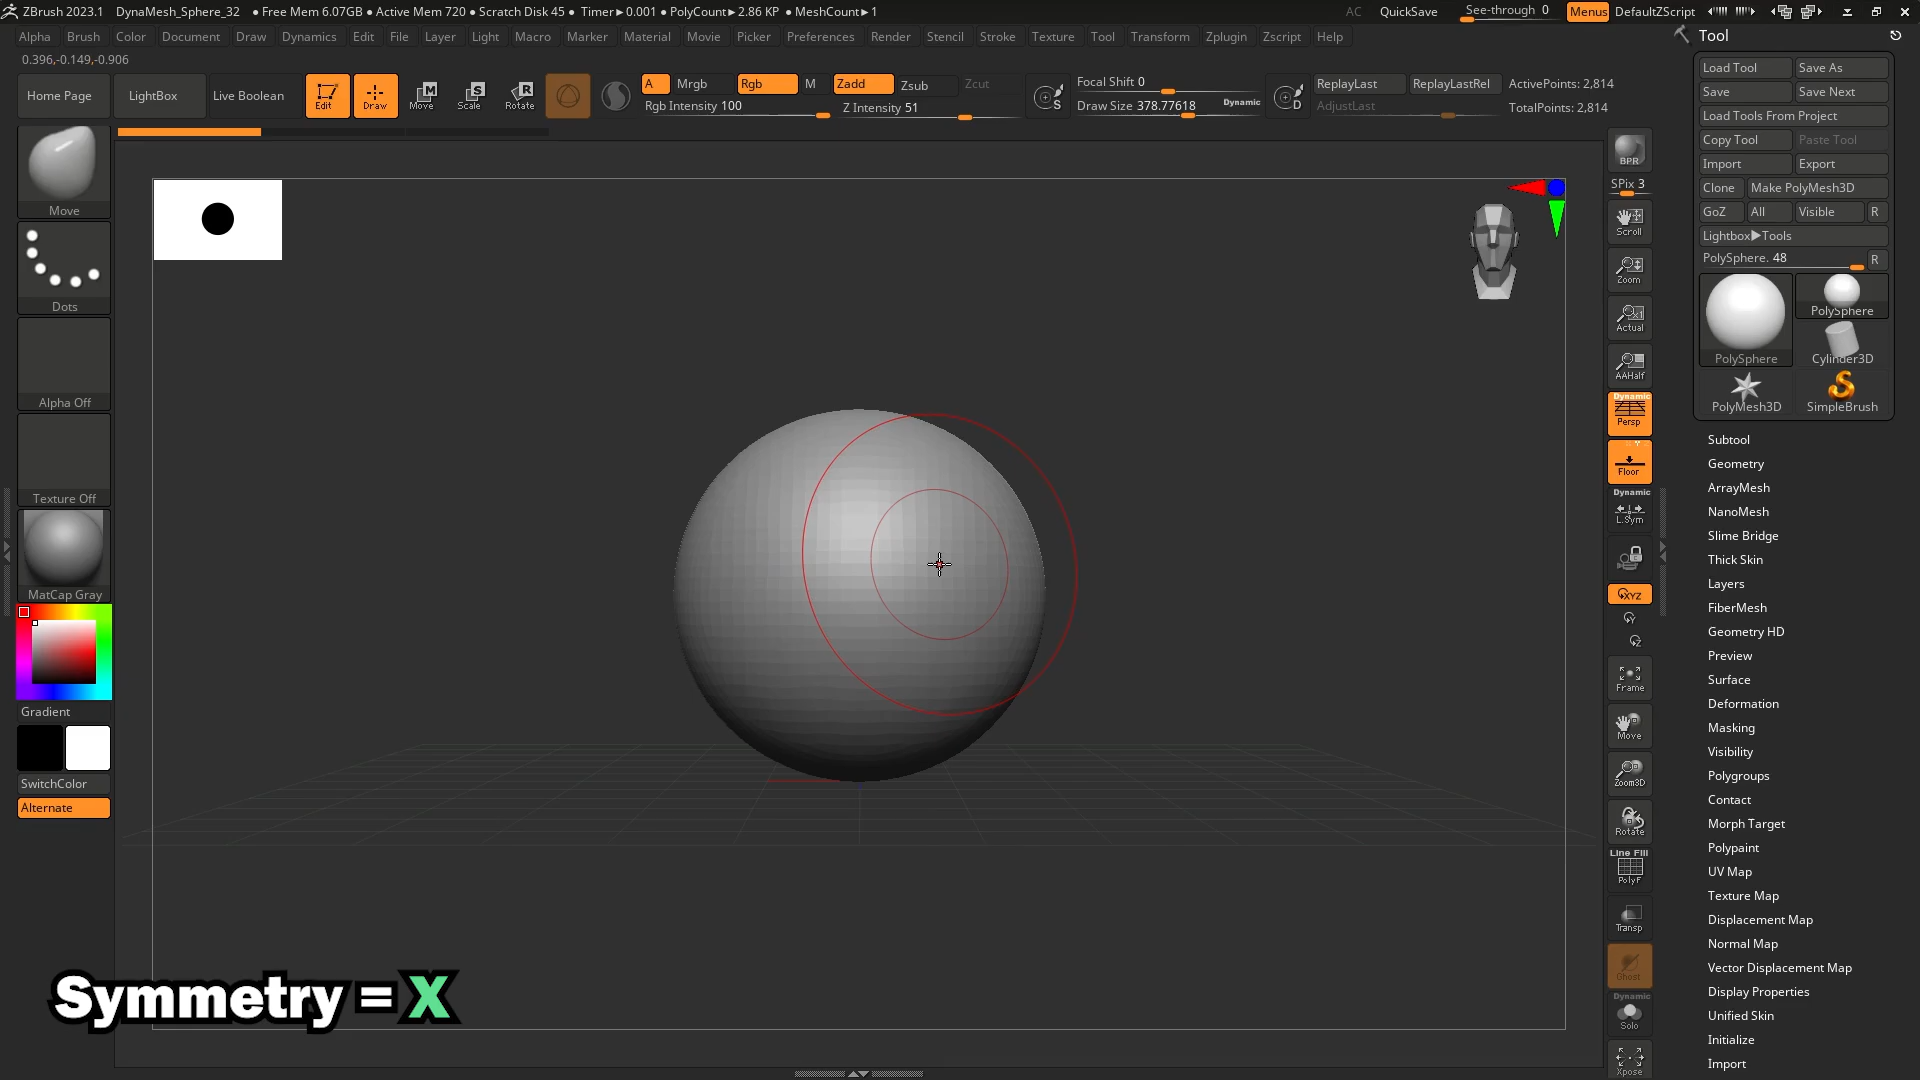 ZBrush 2023.1 DynaMesh_Sphere_32 ● Free Mem 6.07GB ● Active Mem 720 ● Scratch Disk 45 ● Timer▸0.001 ● PolyCount▸2.86 KP ● MeshCount▸1 AC QuickSave See-through 0 Menus DefaultZScript
Alpha Brush Color Document Draw Dynamics Edit File Layer Light Macro Marker Material Movie Picker Preferences Render Stencil Stroke Texture Tool Transform Zplugin Zscript Help
Tool
0.396,-0.149,-0.906
Home Page LightBox Live Boolean Edit Draw Move Scale Rotate
M S R
A Mrgb Rgb M Zadd Zsub Zcut
Rgb Intensity 100 Z Intensity 51
S
Focal Shift 0
Draw Size 378.77618 Dynamic
D
ReplayLast ReplayLastRel ActivePoints: 2,814
AdjustLast TotalPoints: 2,814
Load Tool Save As
Save Save Next
Load Tools From Project
Copy Tool Paste Tool
Import Export
Clone Make PolyMesh3D
GoZ All Visible R
Lightbox▶Tools
PolySphere. 48 R
PolySphere PolySphere
Cylinder3D
PolyMesh3D SimpleBrush
Subtool
Geometry
ArrayMesh
NanoMesh
Slime Bridge
Thick Skin
Layers
FiberMesh
Geometry HD
Preview
Surface
Deformation
Masking
Visibility
Polygroups
Contact
Morph Target
Polypaint
UV Map
Texture Map
Displacement Map
Normal Map
Vector Displacement Map
Display Properties
Unified Skin
Initialize
Import
Move
Dots
Alpha Off
Texture Off
MatCap Gray
Gradient
SwitchColor
Alternate
BPR
SPix 3
Scroll
Zoom
Actual
AAHalf
Dynamic
Persp
Floor
Dynamic
L.Sym
XYZ
Y
Z
Frame
Move
Zoom3D
Rotate
Line Fill
PolyF
Transp
Ghost
Dynamic
Solo
Xpose
Symmetry = X